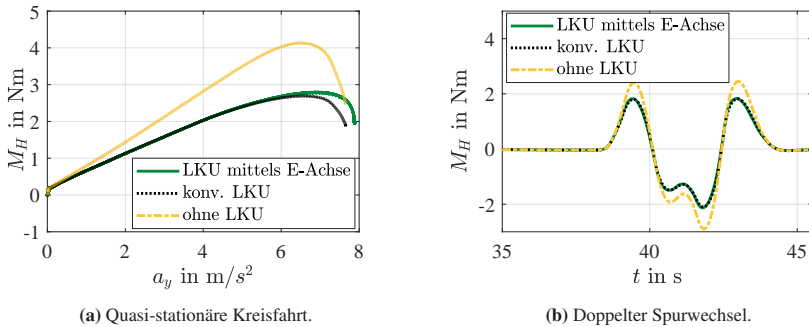 5
4
3
2
1
0
-1
M_H in Nm
LKU mittels E-Achse
konv. LKU
ohne LKU
0 2 4 6 8
a_y in m/s²
(a) Quasi-stationäre Kreisfahrt.
4
2
0
-2
M_H in Nm
LKU mittels E-Achse
konv. LKU
ohne LKU
35 40 45
t in s
(b) Doppelter Spurwechsel.